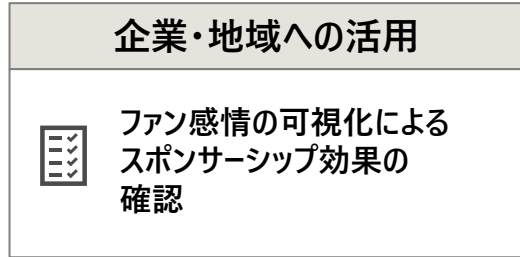 企業・地域への活用
ファン感情の可視化による
スポンサーシップ効果の
確認